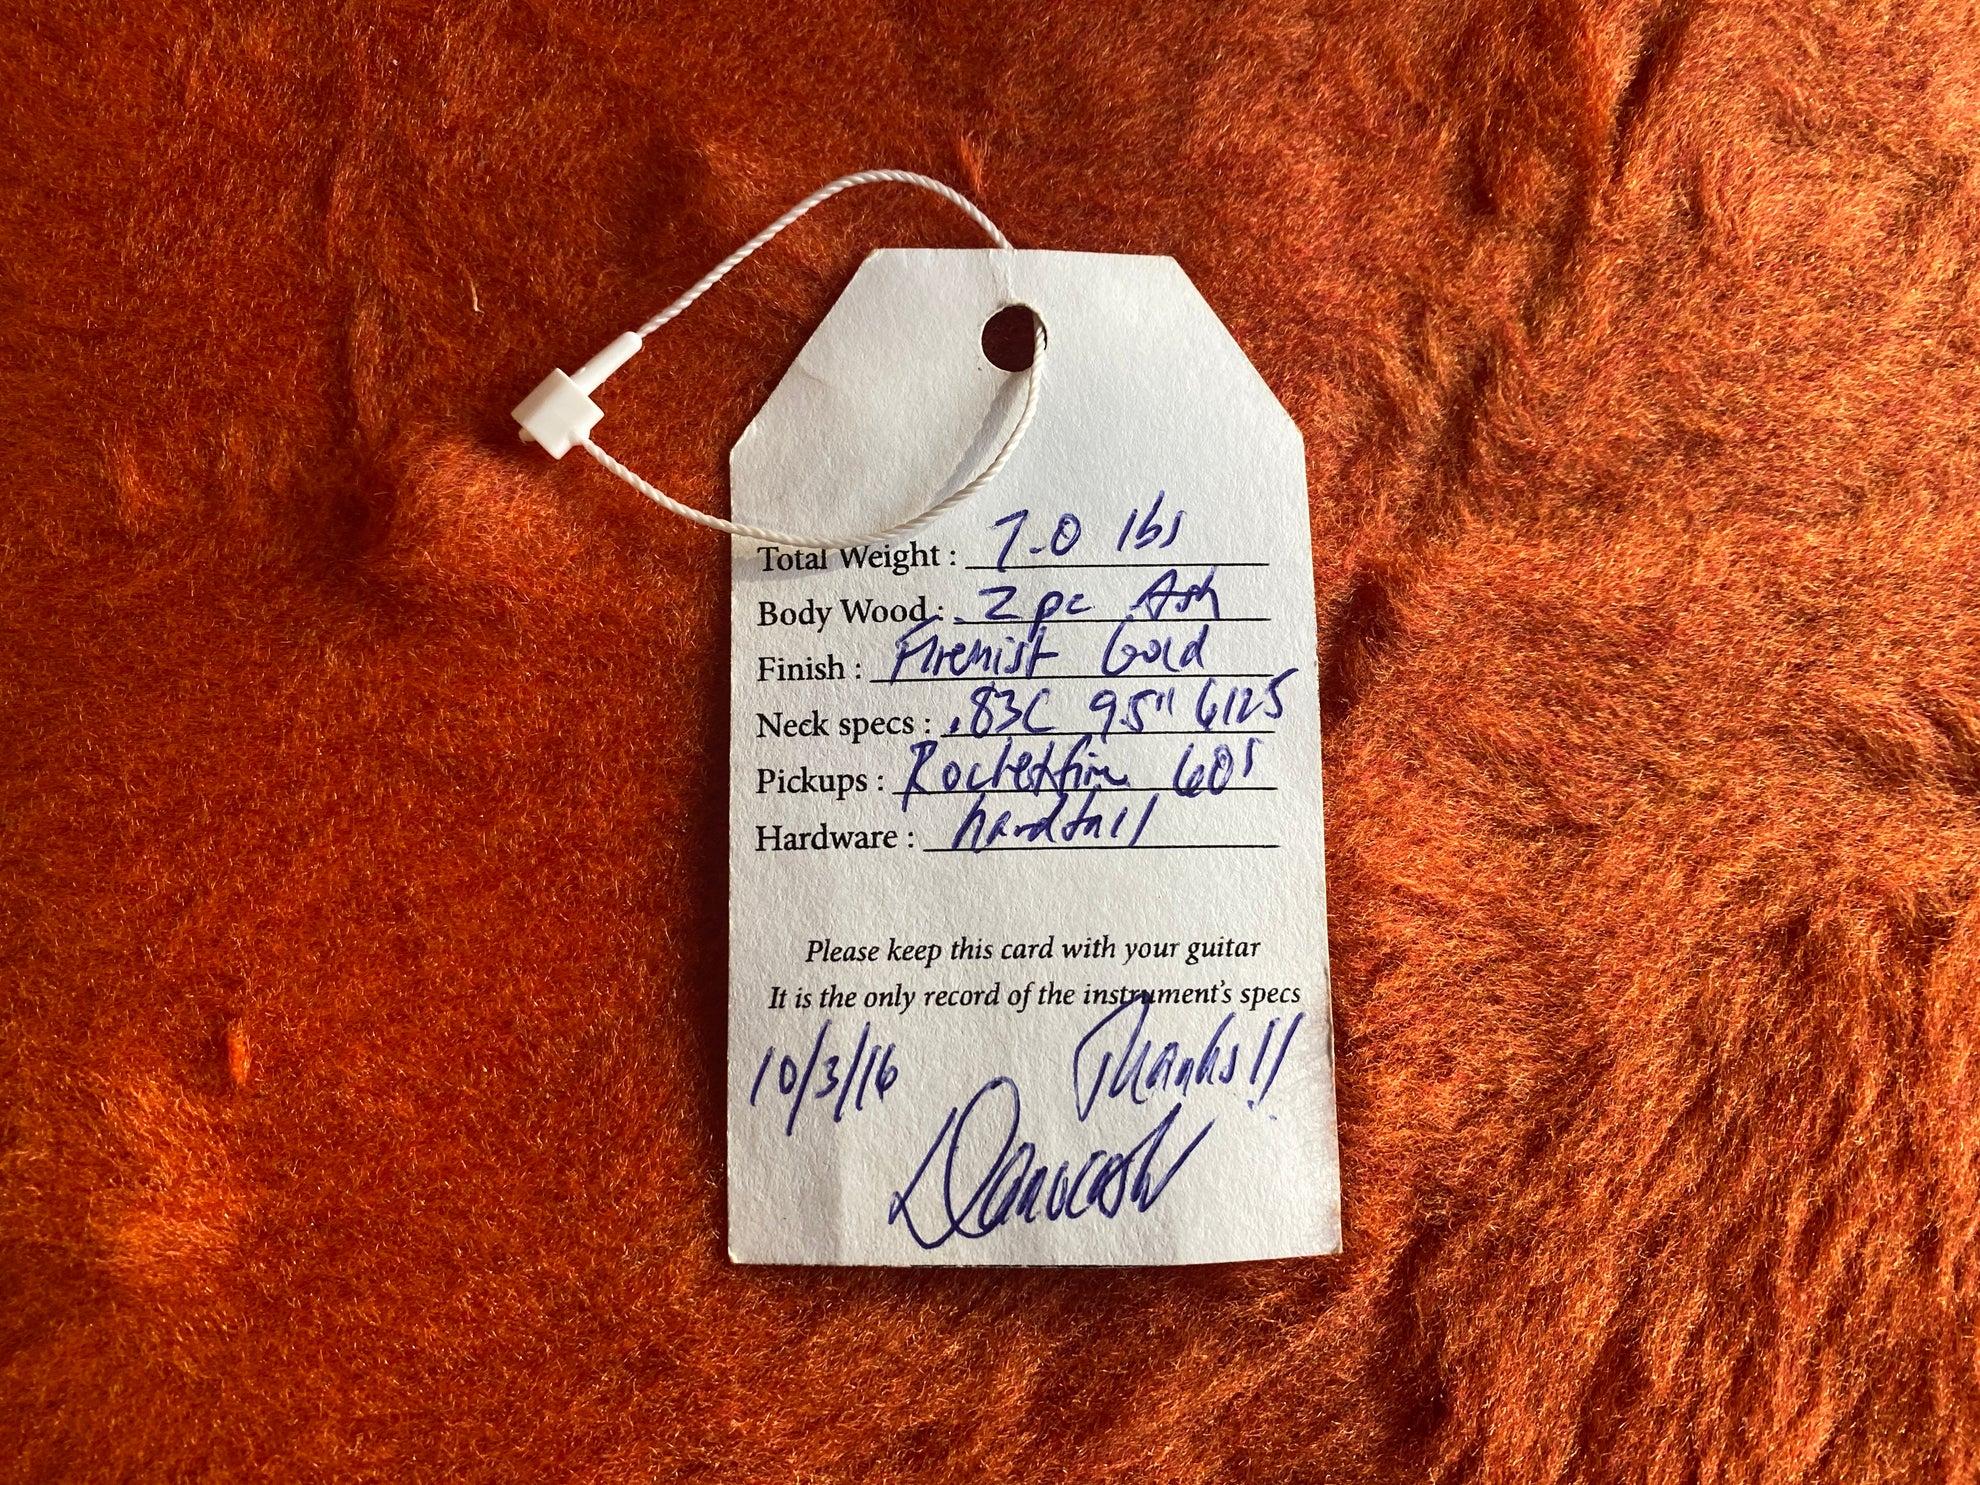 Total Weight : 7.0 lbs
Body Wood : 2 pc Ash
Finish : Firemist Gold
Neck specs : .83C 9.5" 6125
Pickups : Rocketfire 60s
Hardware : hardtail
Please keep this card with your guitar
It is the only record of the instrument's specs
10/3/16 Thanks!!